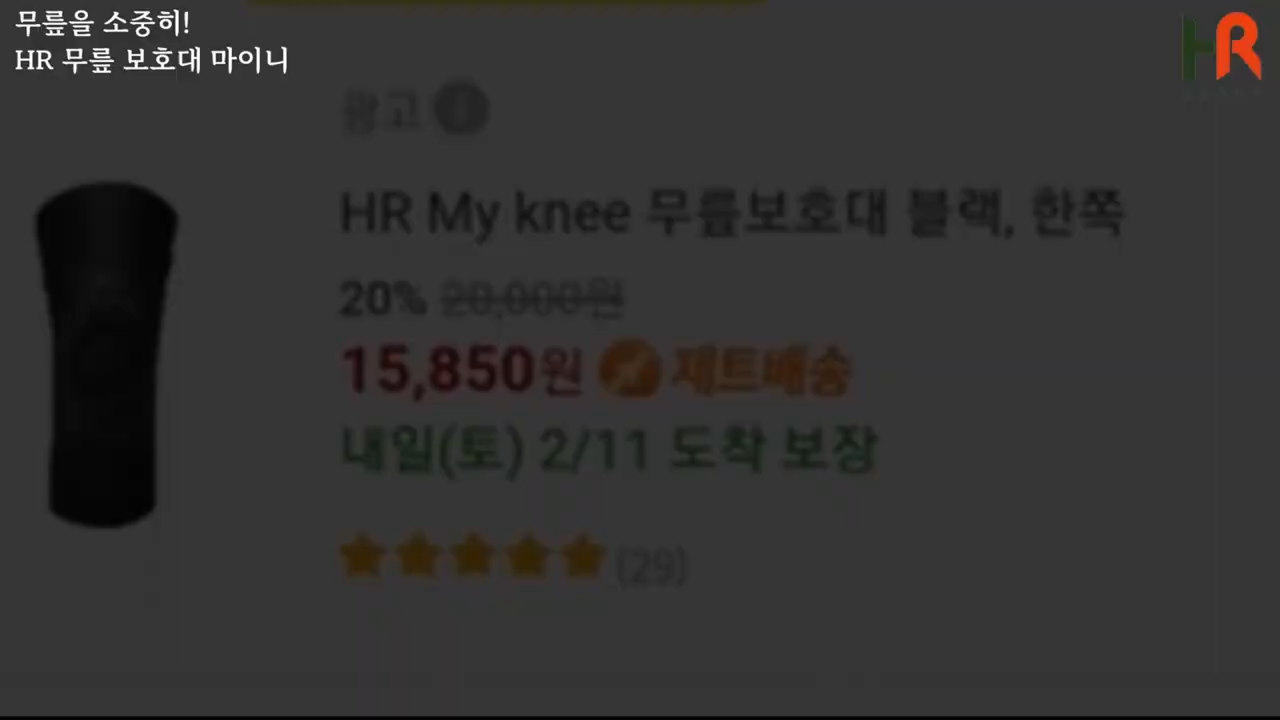 무릎을 소중히!
HR 무릎 보호대 마이니
HR
광고
HR My knee 무릎보호대 블랙, 한쪽
20% 20,000원
15,850원 제트배송
내일(토) 2/11 도착 보장
(29)